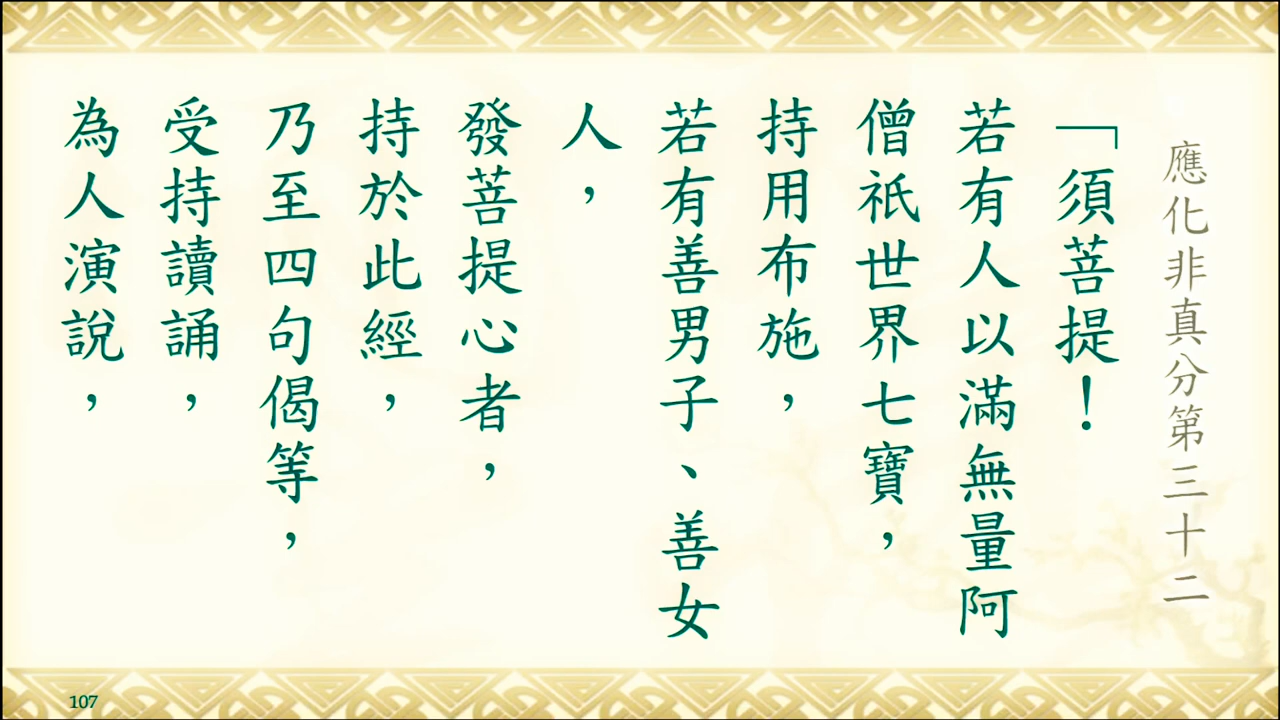 應化非真分第三十二
「須菩提！
若有人以滿無量阿
僧祇世界七寶，
持用布施，
若有善男子、善女
人，
發菩提心者，
持於此經，
乃至四句偈等，
受持讀誦，
為人演說，
107